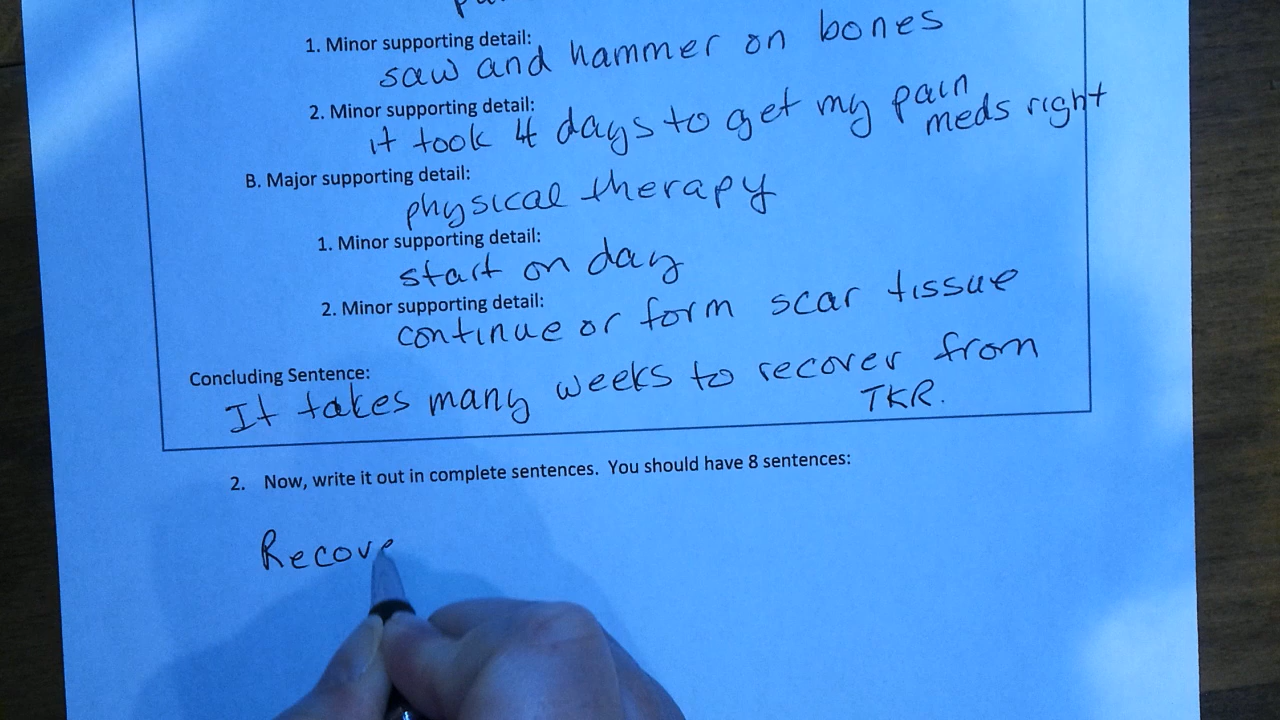 1. Minor supporting detail:
saw and hammer on bones
2. Minor supporting detail:
it took 4 days to get my pain
meds right
B. Major supporting detail:
physical therapy
1. Minor supporting detail:
start on day
2. Minor supporting detail:
continue or form scar tissue
Concluding Sentence:
It takes many weeks to recover from
TKR.
2. Now, write it out in complete sentences. You should have 8 sentences:
Recove